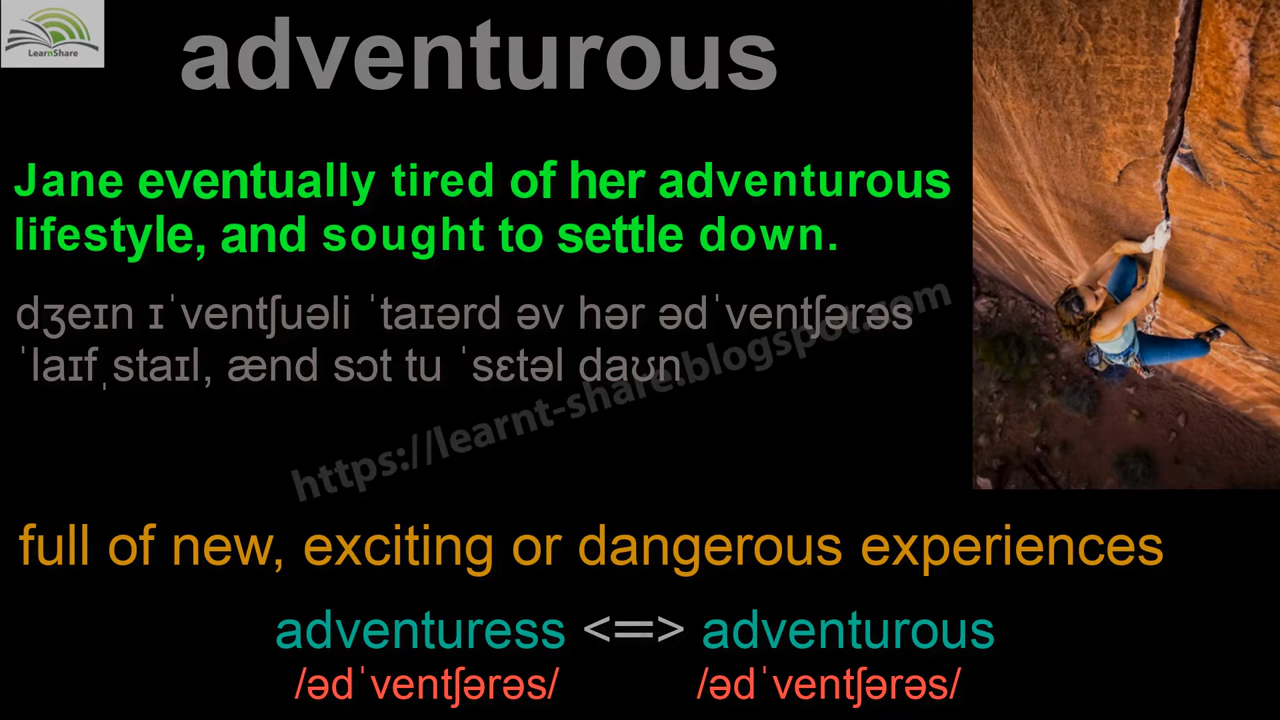 LearnShare
adventurous
Jane eventually tired of her adventurous
lifestyle, and sought to settle down.
dʒeɪn ɪˈventʃuəli ˈtaɪərd əv hər ədˈventʃərəs
ˈlaɪfˌstaɪl, ænd sɔt tu ˈsɛtəl daʊn
https://learnt-share.blogspot.com
full of new, exciting or dangerous experiences
adventuress <=> adventurous
/ədˈventʃərəs/ /ədˈventʃərəs/